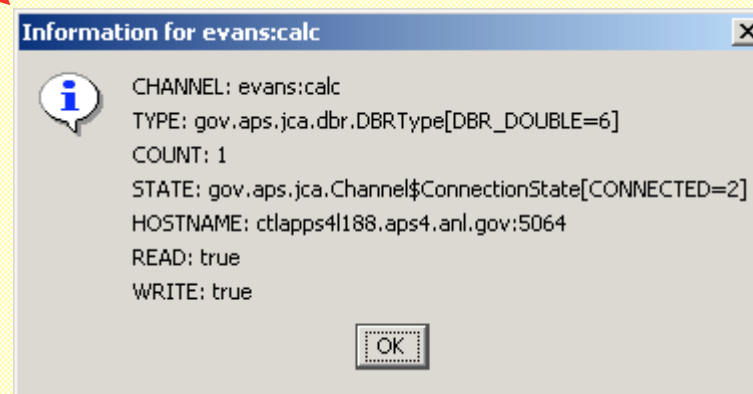 Information for evans:calc
CHANNEL: evans:calc
TYPE: gov.aps.jca.dbr.DBRType[DBR_DOUBLE=6]
COUNT: 1
STATE: gov.aps.jca.Channel$ConnectionState[CONNECTED=2]
HOSTNAME: ctlapps4l188.aps4.anl.gov:5064
READ: true
WRITE: true
OK